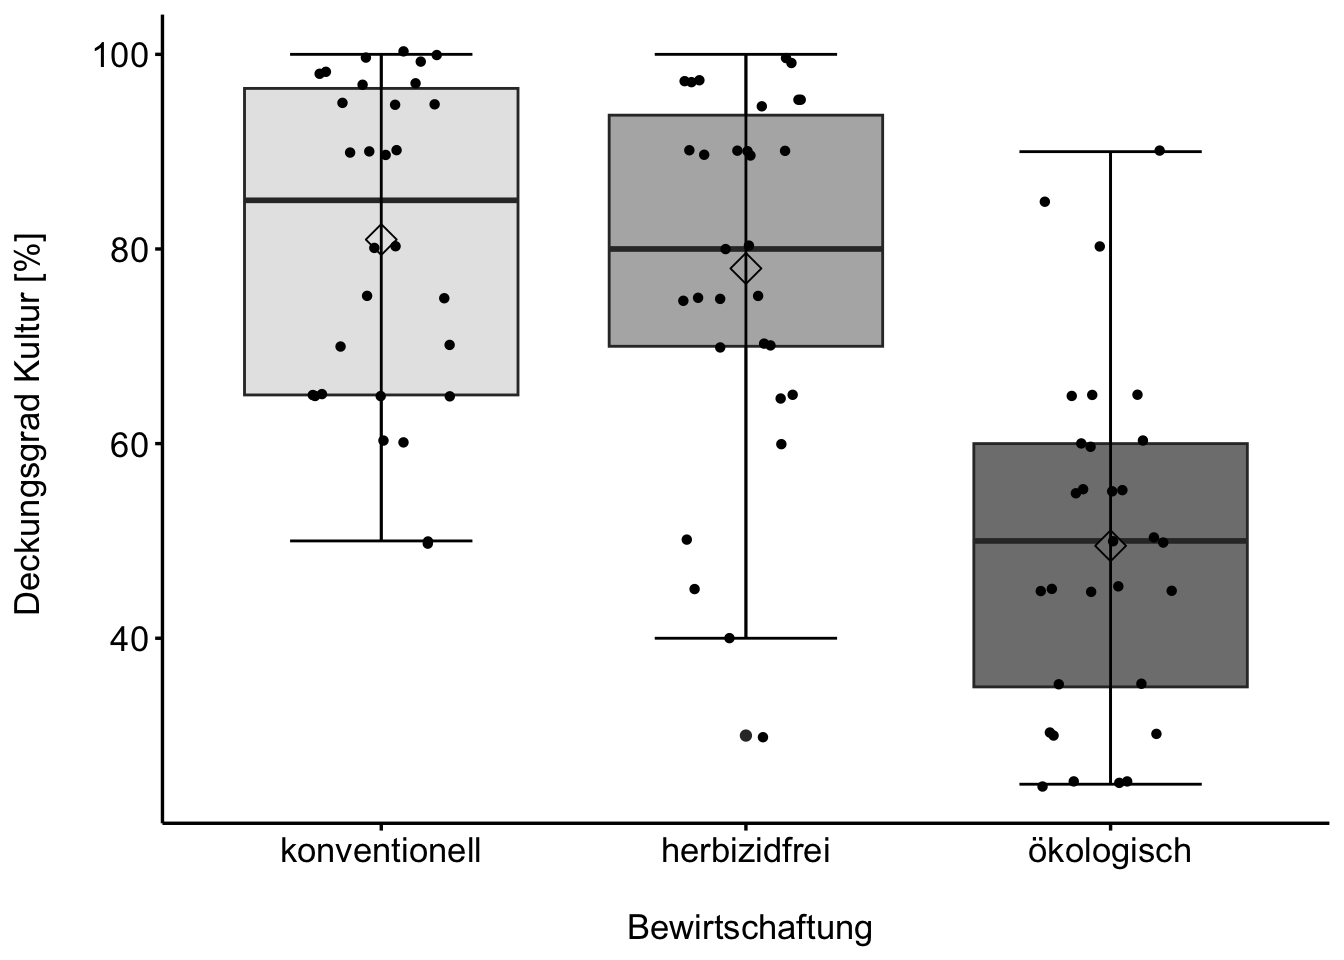 Deckungsgrad Kultur [%]
100
80
60
40
konventionell herbizidfrei ökologisch
Bewirtschaftung